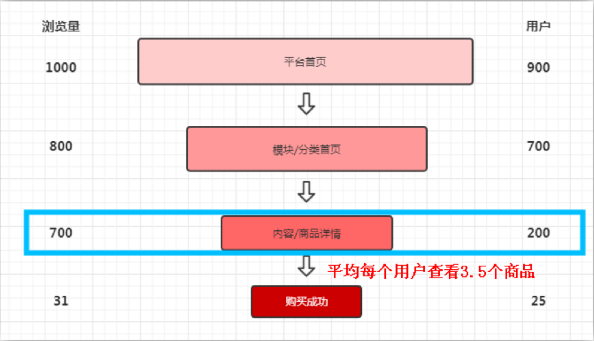 浏览量 用户
1000 平台首页 900
800 模块/分类首页 700
700 内容/商品详情 200
平均每个用户查看3.5个商品
31 购买成功 25